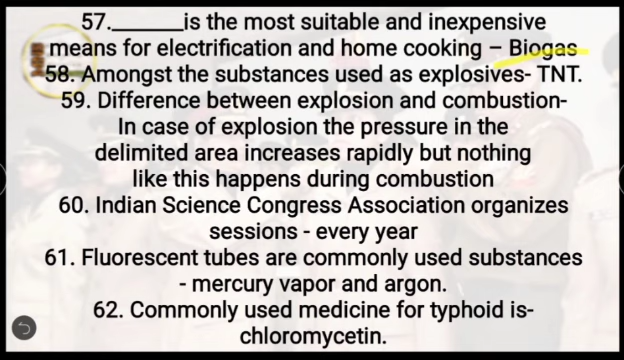 57.______is the most suitable and inexpensive
means for electrification and home cooking – Biogas
58. Amongst the substances used as explosives- TNT.
59. Difference between explosion and combustion-
In case of explosion the pressure in the
delimited area increases rapidly but nothing
like this happens during combustion
60. Indian Science Congress Association organizes
sessions - every year
61. Fluorescent tubes are commonly used substances
- mercury vapor and argon.
62. Commonly used medicine for typhoid is-
chloromycetin.